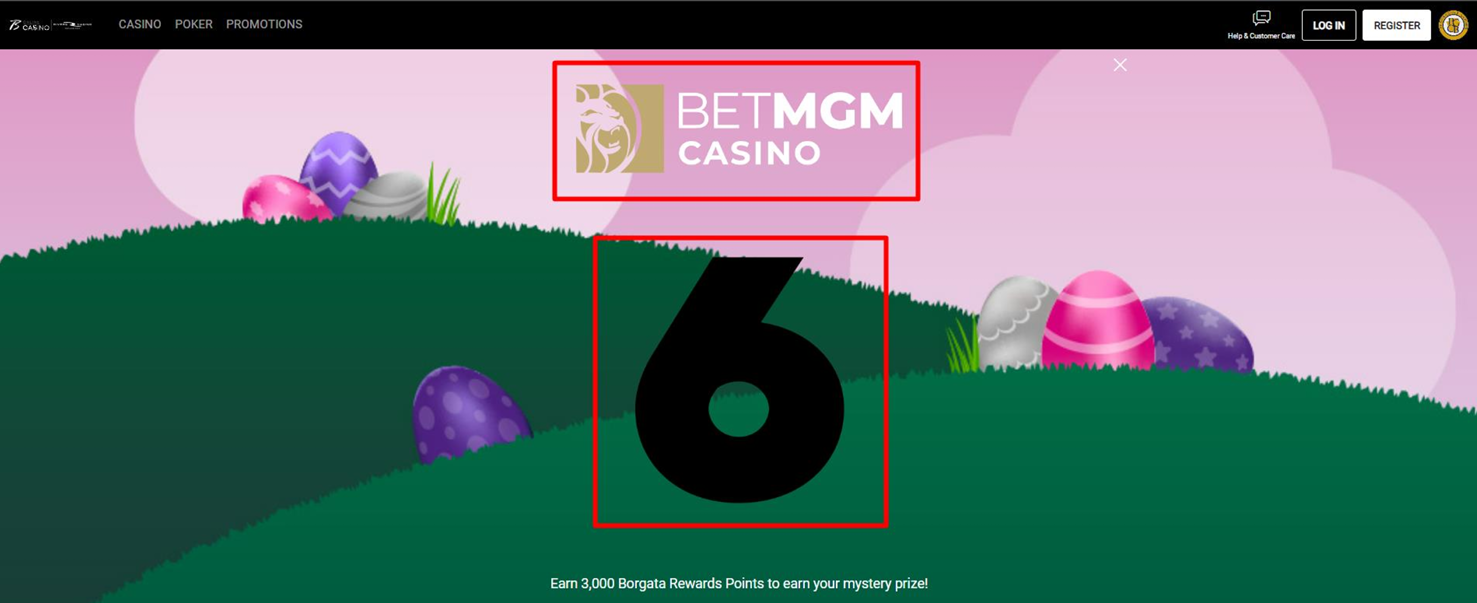 CASINO
CASINO POKER PROMOTIONS
Help & Customer Care
LOG IN
REGISTER
BETMGM
CASINO
6
Earn 3,000 Borgata Rewards Points to earn your mystery prize!